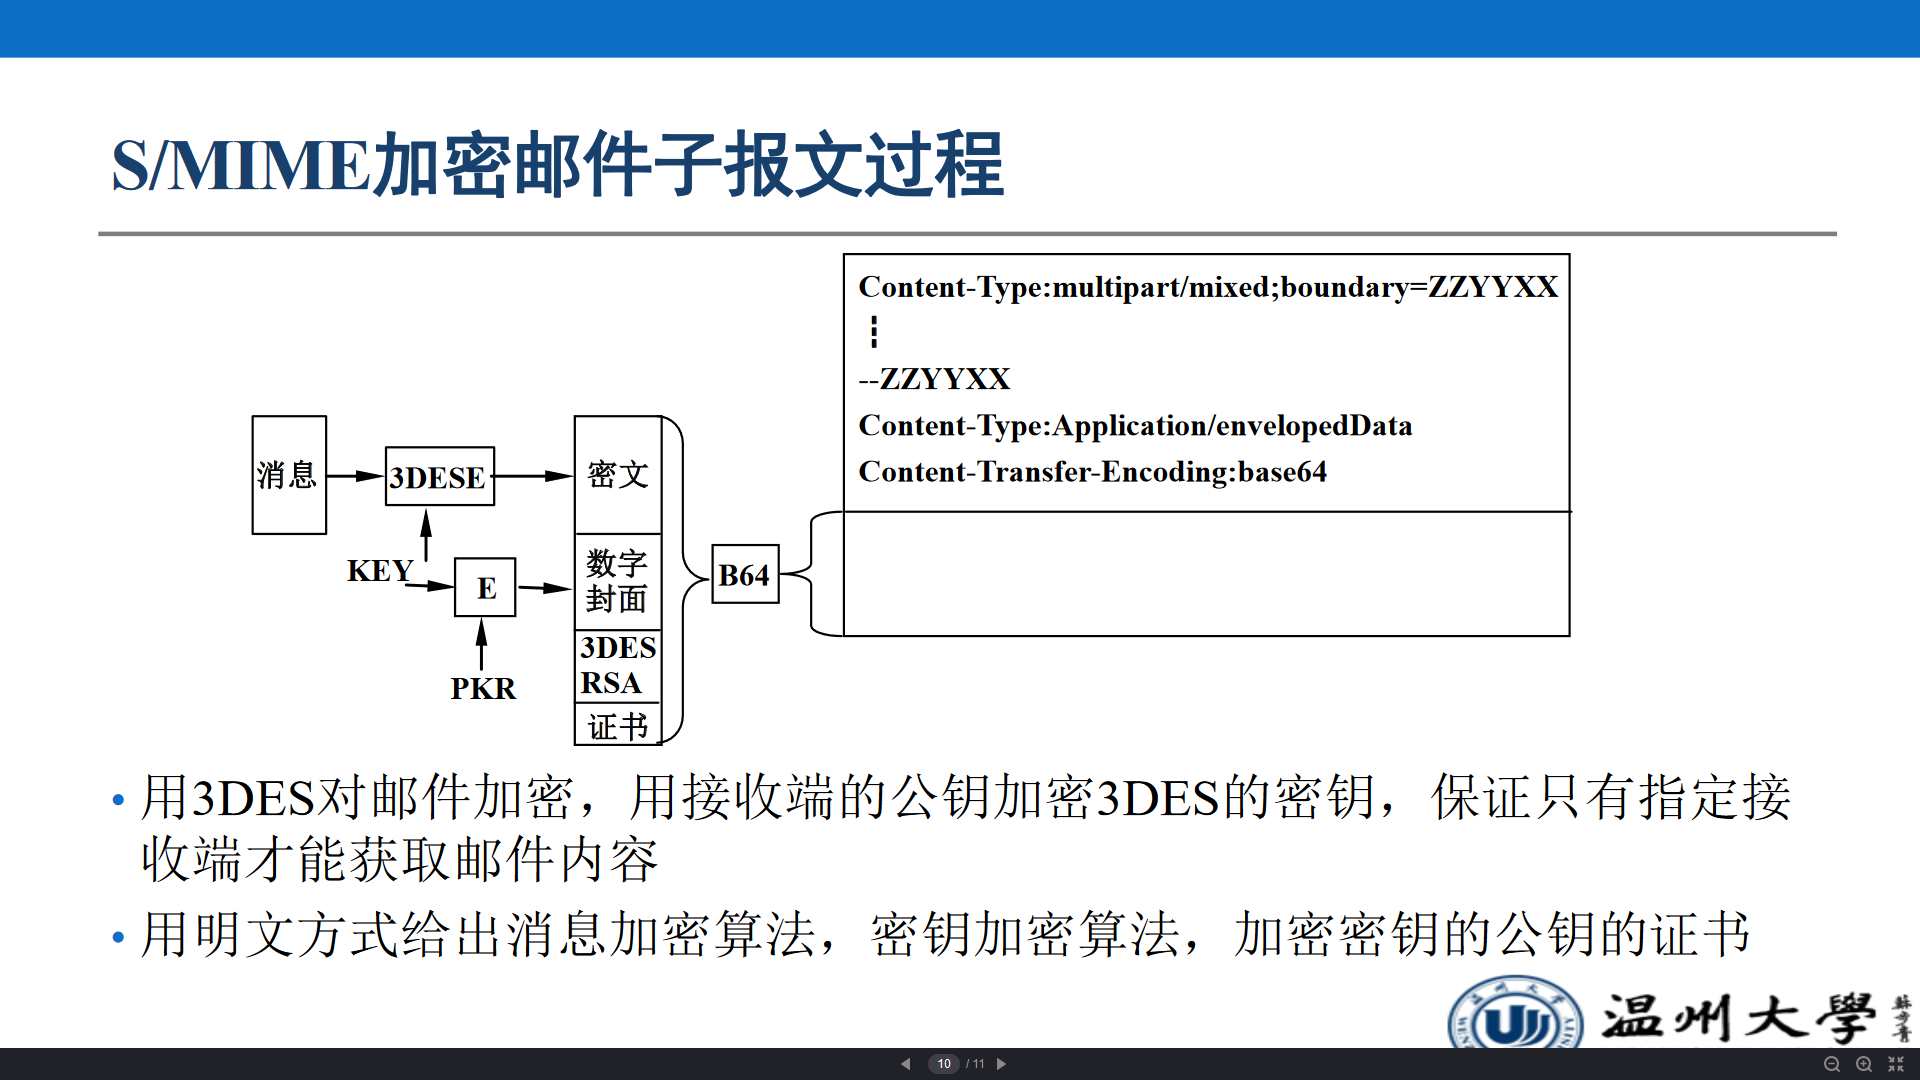 S/MIME加密邮件子报文过程
Content-Type:multipart/mixed;boundary=ZZYYXX
--ZZYYXX
Content-Type:Application/envelopedData
Content-Transfer-Encoding:base64
消息
3DESE
密文
KEY
E
数字
封面
B64
PKR
3DES
RSA
证书
• 用3DES对邮件加密，用接收端的公钥加密3DES的密钥，保证只有指定接
收端才能获取邮件内容
• 用明文方式给出消息加密算法，密钥加密算法，加密密钥的公钥的证书
温州大學
10 / 11